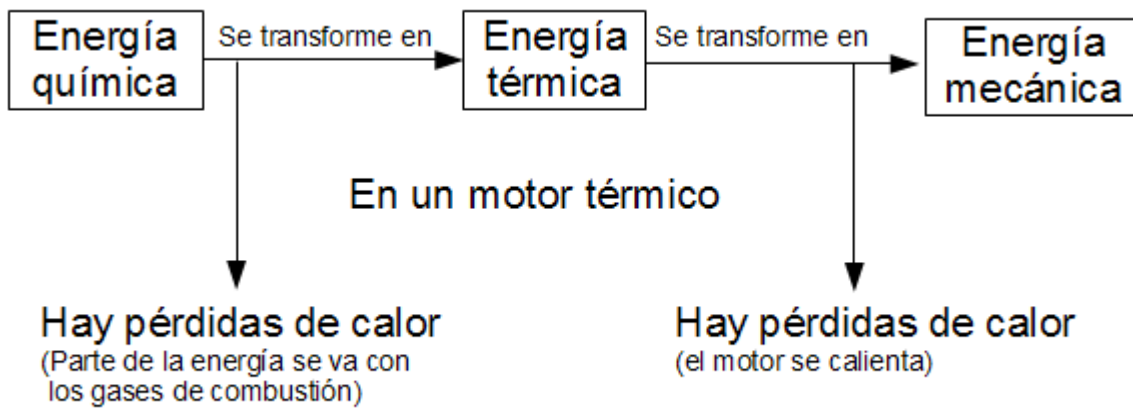 Energía
química
Se transforme en
Energía
térmica
Se transforme en
Energía
mecánica
En un motor térmico
Hay pérdidas de calor
(Parte de la energía se va con
los gases de combustión)
Hay pérdidas de calor
(el motor se calienta)